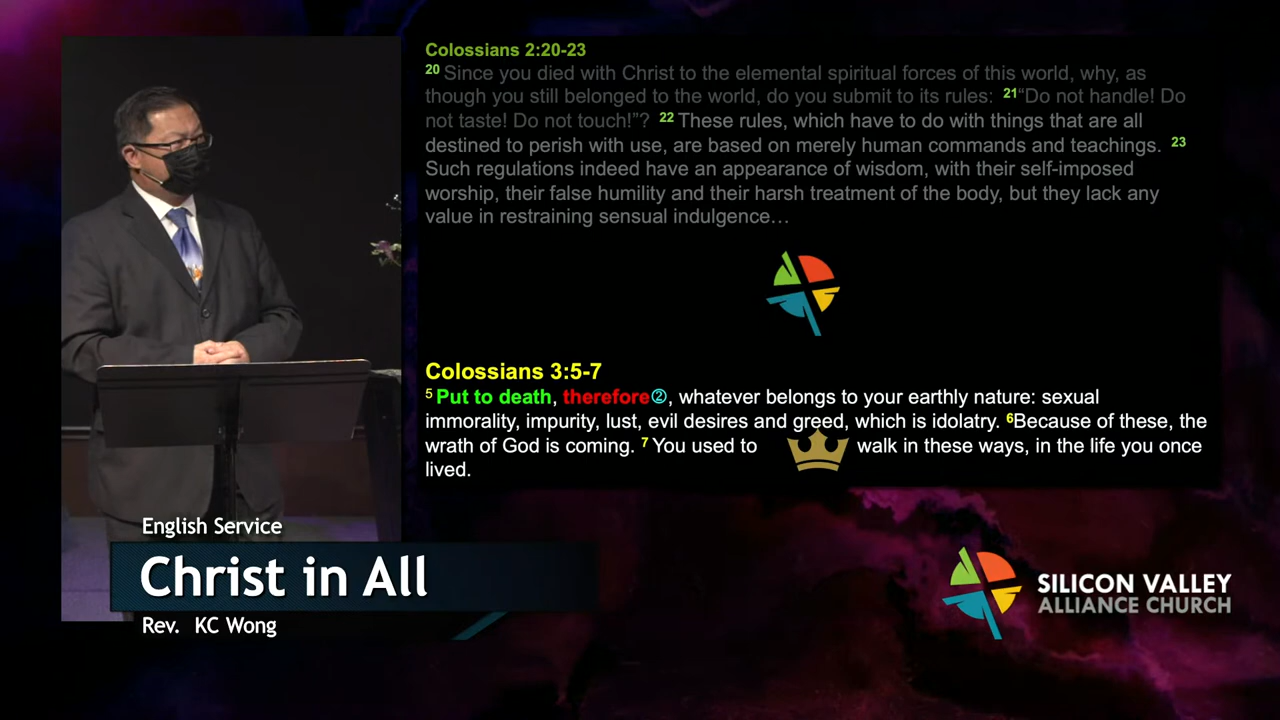 Colossians 2:20-23
20 Since you died with Christ to the elemental spiritual forces of this world, why, as
though you still belonged to the world, do you submit to its rules: 21“Do not handle! Do
not taste! Do not touch!”? 22 These rules, which have to do with things that are all
destined to perish with use, are based on merely human commands and teachings. 23
Such regulations indeed have an appearance of wisdom, with their self-imposed
worship, their false humility and their harsh treatment of the body, but they lack any
value in restraining sensual indulgence…
Colossians 3:5-7
5 Put to death, therefore②, whatever belongs to your earthly nature: sexual
immorality, impurity, lust, evil desires and greed, which is idolatry. 6Because of these, the
wrath of God is coming. 7 You used to walk in these ways, in the life you once
lived.
English Service
Christ in All
Rev. KC Wong
SILICON VALLEY
ALLIANCE CHURCH